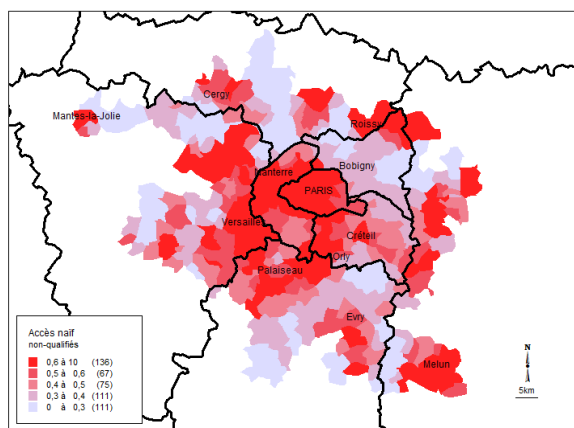 Cergy
Mantes-la-Jolie
Roissy
Nanterre
Bobigny
PARIS
Versailles
Créteil
Orly
Palaiseau
Evry
Melun
Accès naïf
non-qualifiés
0,6 à 10 (136)
0,5 à 0,6 (67)
0,4 à 0,5 (75)
0,3 à 0,4 (111)
0 à 0,3 (111)
N
5km